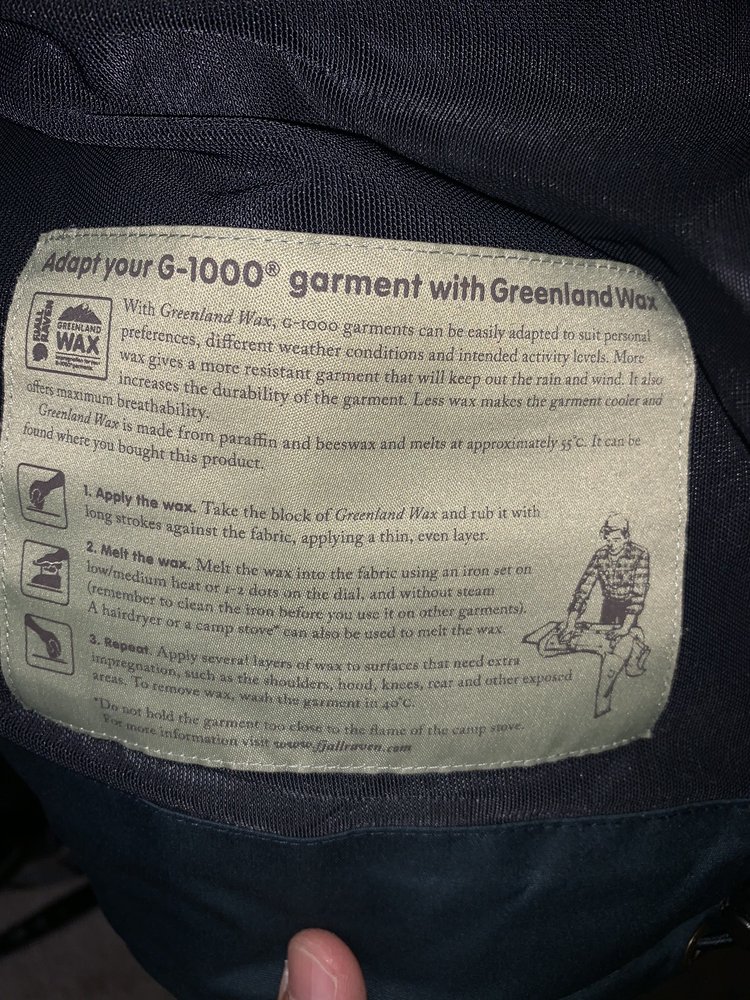 Adapt your G-1000® garment with Greenland Wax
FJÄLL
RÄVEN
GREENLAND
WAX
With Greenland Wax, G-1000 garments can be easily adapted to suit personal
preferences, different weather conditions and intended activity levels. More
wax gives a more resistant garment that will keep out the rain and wind. It also
increases the durability of the garment. Less wax makes the garment cooler and
offers maximum breathability.
Greenland Wax is made from paraffin and beeswax and melts at approximately 55°C. It can be
found where you bought this product.
1. Apply the wax. Take the block of Greenland Wax and rub it with
long strokes against the fabric, applying a thin, even layer.
2. Melt the wax. Melt the wax into the fabric using an iron set on
low/medium heat or 1-2 dots on the dial, and without steam
(remember to clean the iron before you use it on other garments).
A hairdryer or a camp stove* can also be used to melt the wax.
3. Repeat. Apply several layers of wax to surfaces that need extra
impregnation, such as the shoulders, hood, knees, rear and other exposed
areas. To remove wax, wash the garment in 40°C.
*Do not hold the garment too close to the flame of the camp stove.
For more information visit www.fjallraven.com